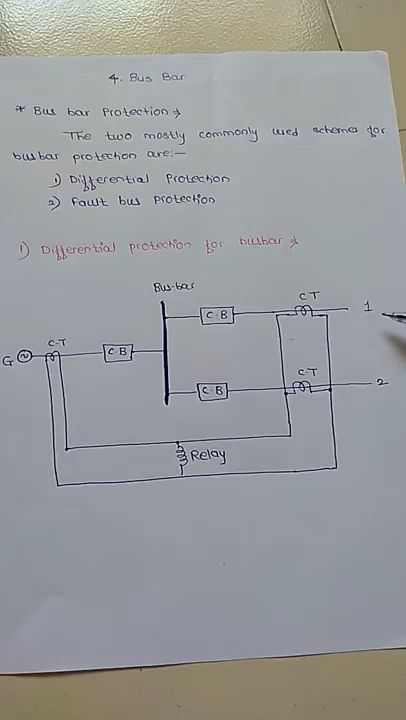 4. Bus Bar
* Bus bar Protection →
The two mostly commonly used schemes for
busbar protection are:-
1) Differential Protection
2) Fault bus protection
1) Differential protection for busbar →
Bus-bar
C.T
C.B
1
C.T
G
C.B
C.T
C.B
2
Relay